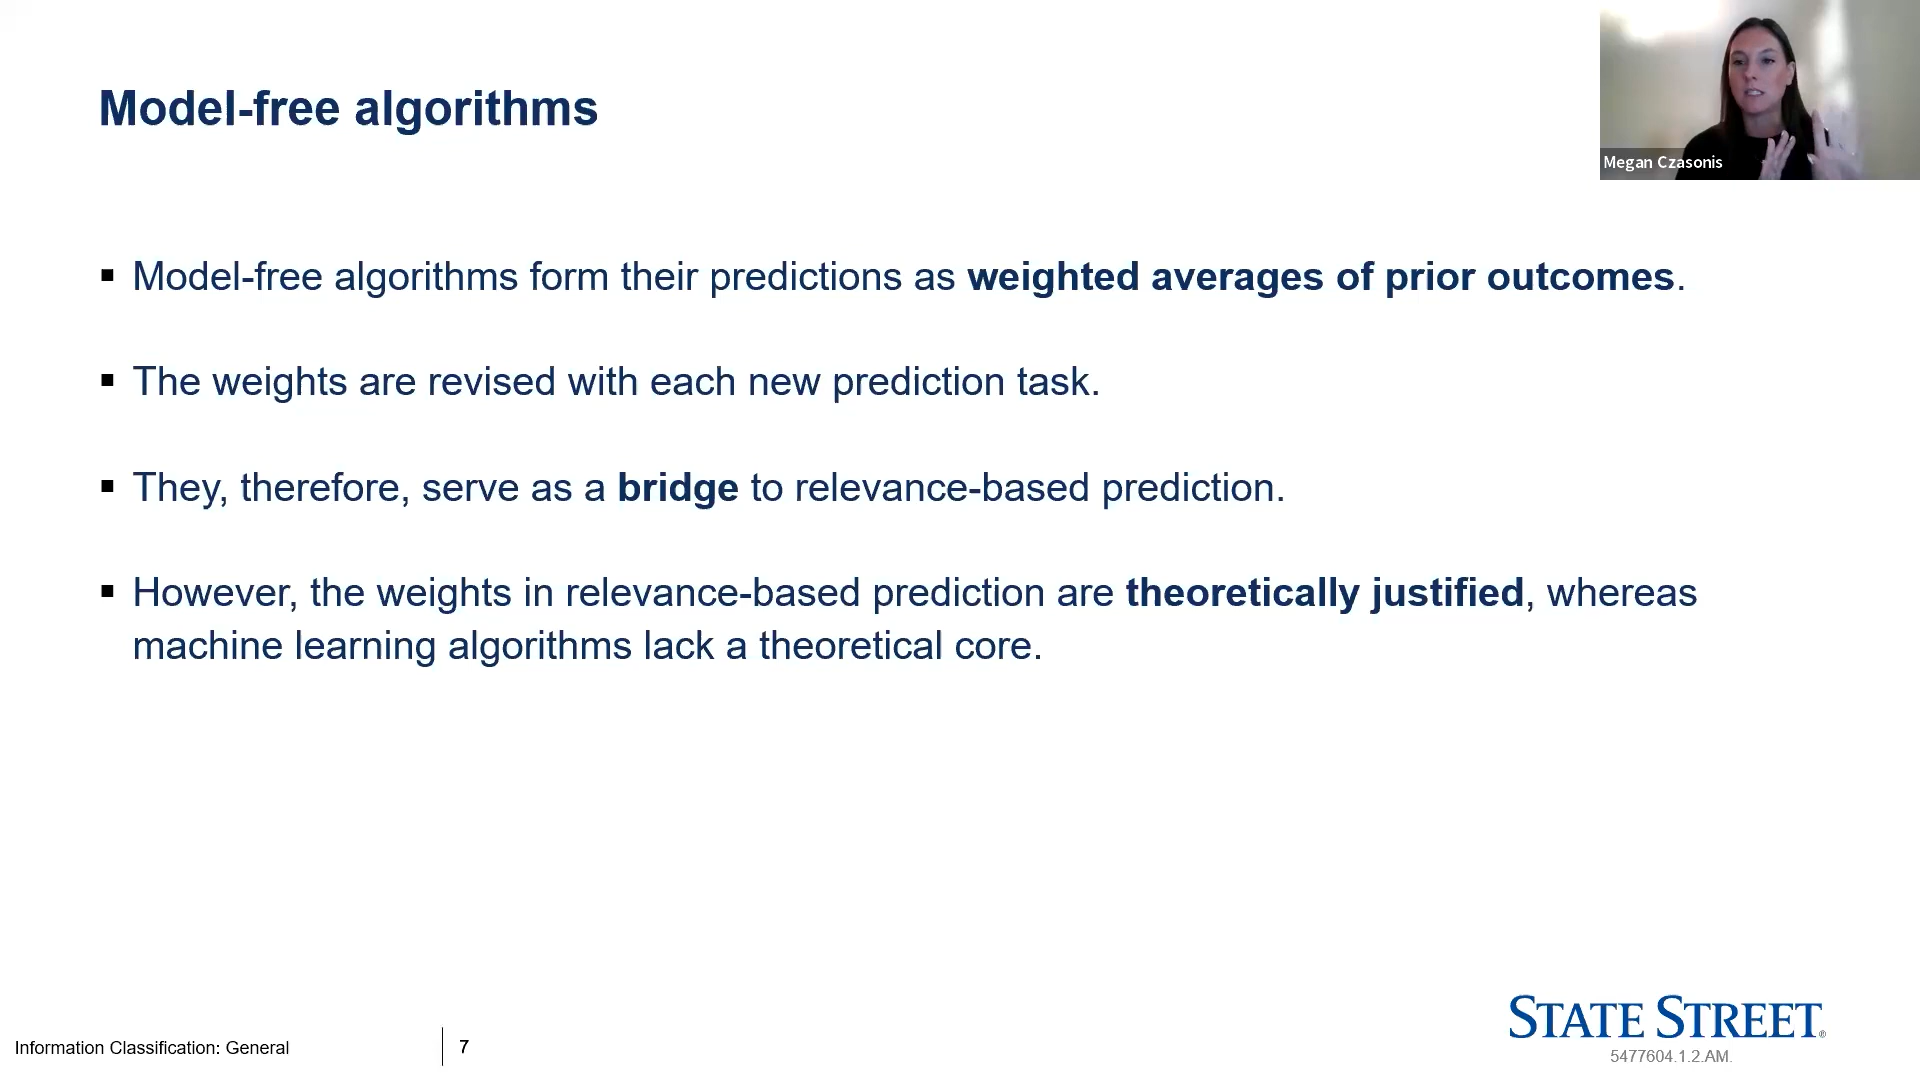 Model-free algorithms
Megan Czasonis
▪ Model-free algorithms form their predictions as weighted averages of prior outcomes.
▪ The weights are revised with each new prediction task.
▪ They, therefore, serve as a bridge to relevance-based prediction.
▪ However, the weights in relevance-based prediction are theoretically justified, whereas
machine learning algorithms lack a theoretical core.
Information Classification: General
7
STATE STREET®
5477604.1.2.AM.